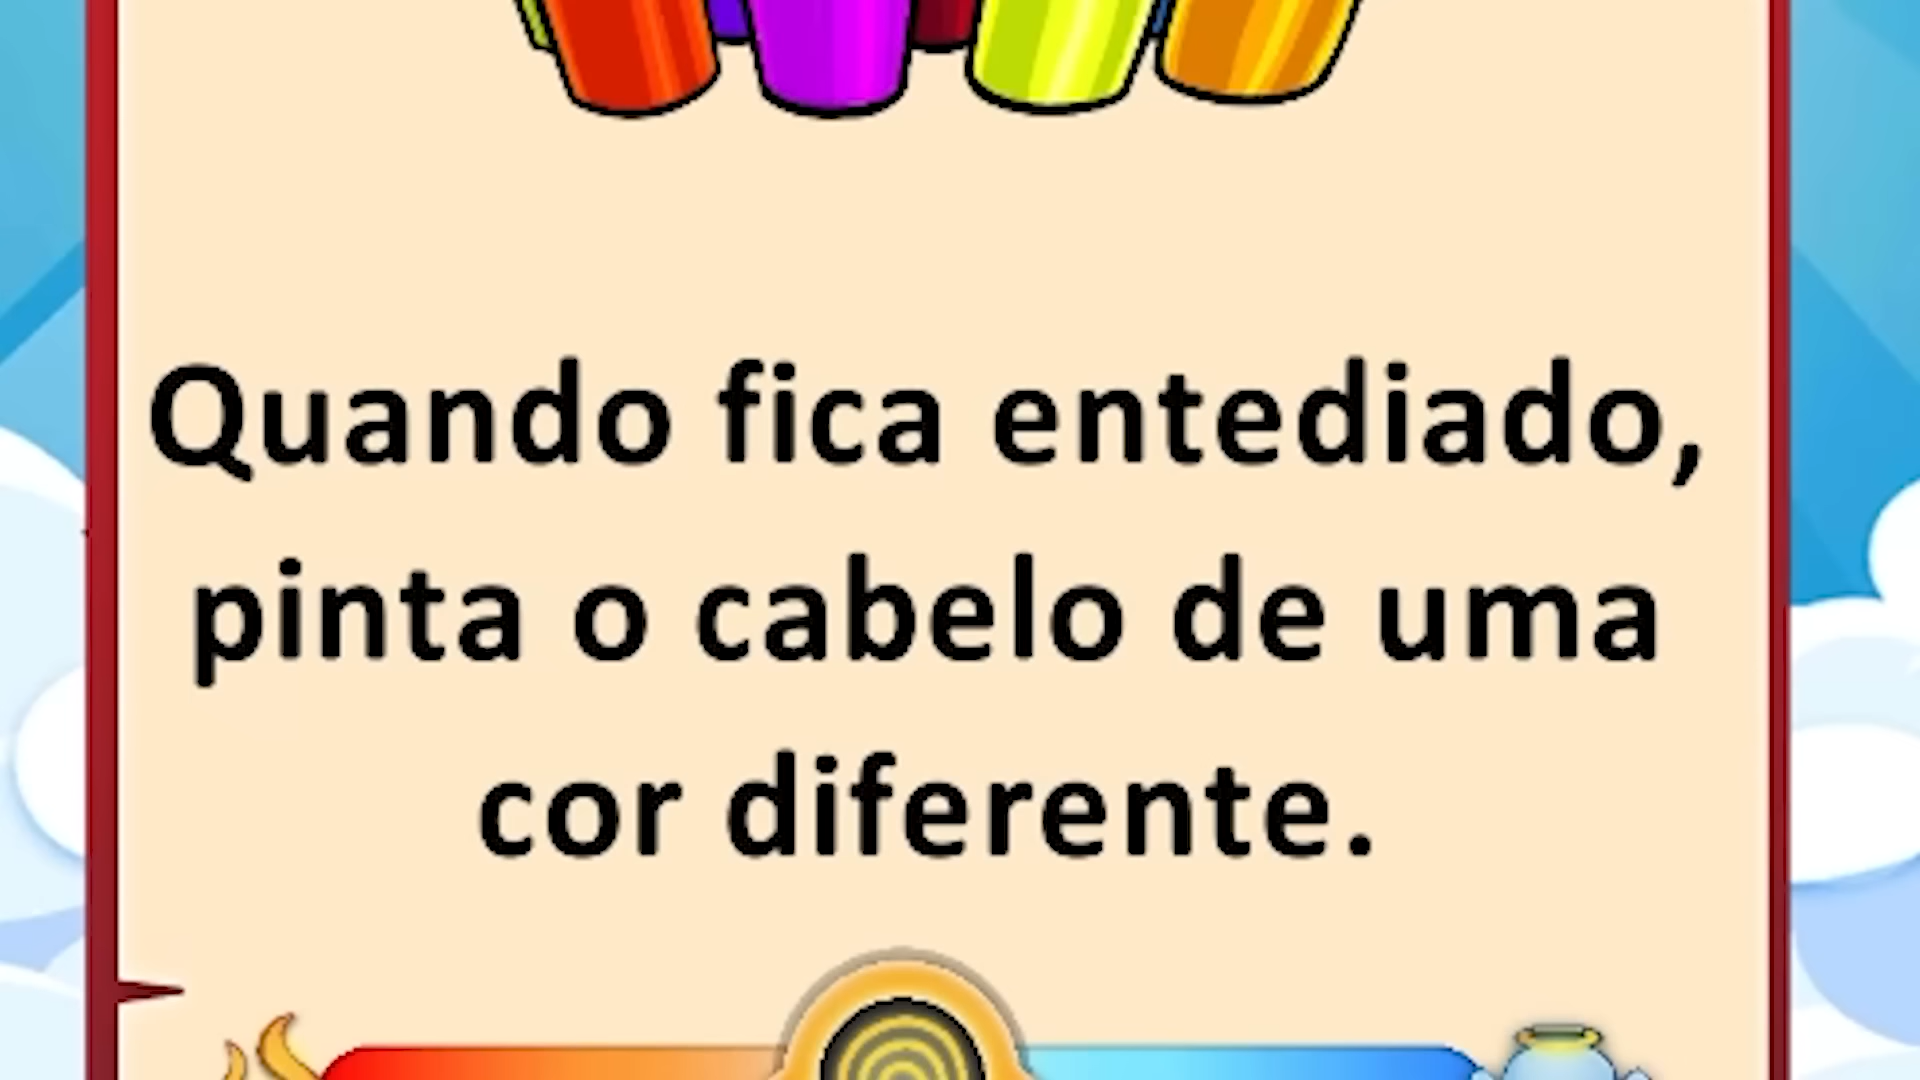 Quando fica entediado,
pinta o cabelo de uma
cor diferente.